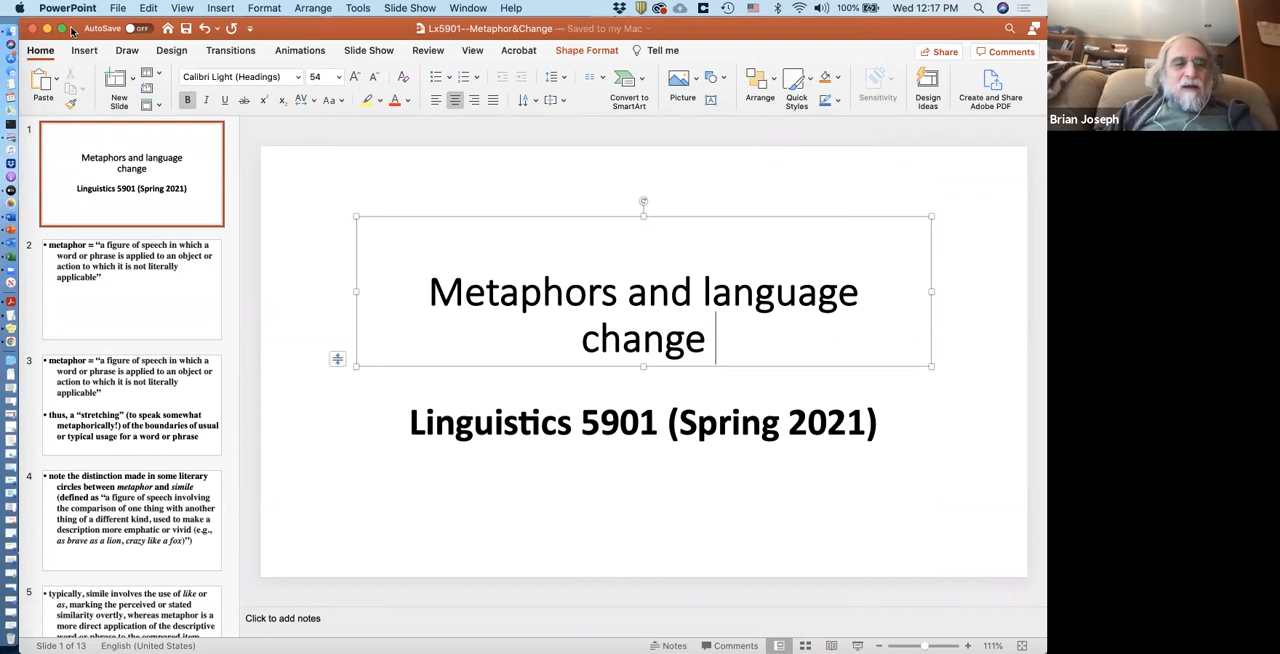 PowerPoint File Edit View Insert Format Arrange Tools Slide Show Window Help 100% Wed 12:17 PM
AutoSave OFF Lx5901--Metaphor&Change — Saved to my Mac
Home Insert Draw Design Transitions Animations Slide Show Review View Acrobat Shape Format Tell me Share Comments
Calibri Light (Headings) 54
Paste New Slide B I U ab x² x₂ AV Aa A Convert to SmartArt Picture Arrange Quick Styles Sensitivity Design Ideas Create and Share Adobe PDF
Brian Joseph
1
Metaphors and language
change
Linguistics 5901 (Spring 2021)
2
• metaphor = “a figure of speech in which a
word or phrase is applied to an object or
action to which it is not literally
applicable”
3
• metaphor = “a figure of speech in which a
word or phrase is applied to an object or
action to which it is not literally
applicable”
• thus, a “stretching” (to speak somewhat
metaphorically!) of the boundaries of usual
or typical usage for a word or phrase
4
• note the distinction made in some literary
circles between metaphor and simile
(defined as “a figure of speech involving
the comparison of one thing with another
thing of a different kind, used to make a
description more emphatic or vivid (e.g.,
as brave as a lion, crazy like a fox)”)
5
• typically, simile involves the use of like or
as, marking the perceived or stated
similarity overtly, whereas metaphor is a
more direct application of the descriptive
word or phrase to the compared item
Metaphors and language
change
Linguistics 5901 (Spring 2021)
Click to add notes
Slide 1 of 13 English (United States) Notes Comments 111%